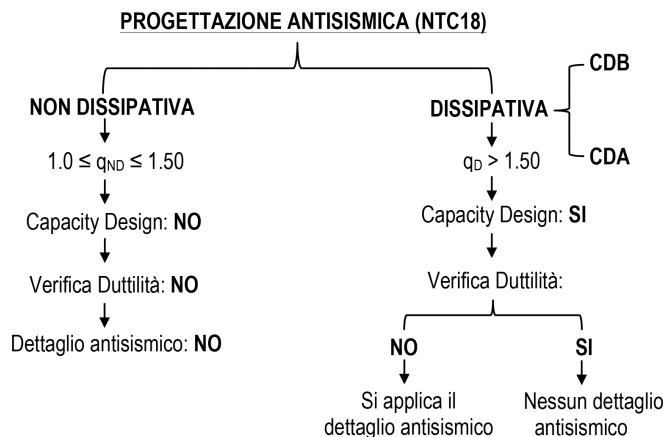 PROGETTAZIONE ANTISISMICA (NTC18)
NON DISSIPATIVA
1.0 ≤ qND ≤ 1.50
Capacity Design: NO
Verifica Duttilità: NO
Dettaglio antisismico: NO
DISSIPATIVA
CDB
CDA
qD > 1.50
Capacity Design: SI
Verifica Duttilità:
NO
Si applica il
dettaglio antisismico
SI
Nessun dettaglio
antisismico